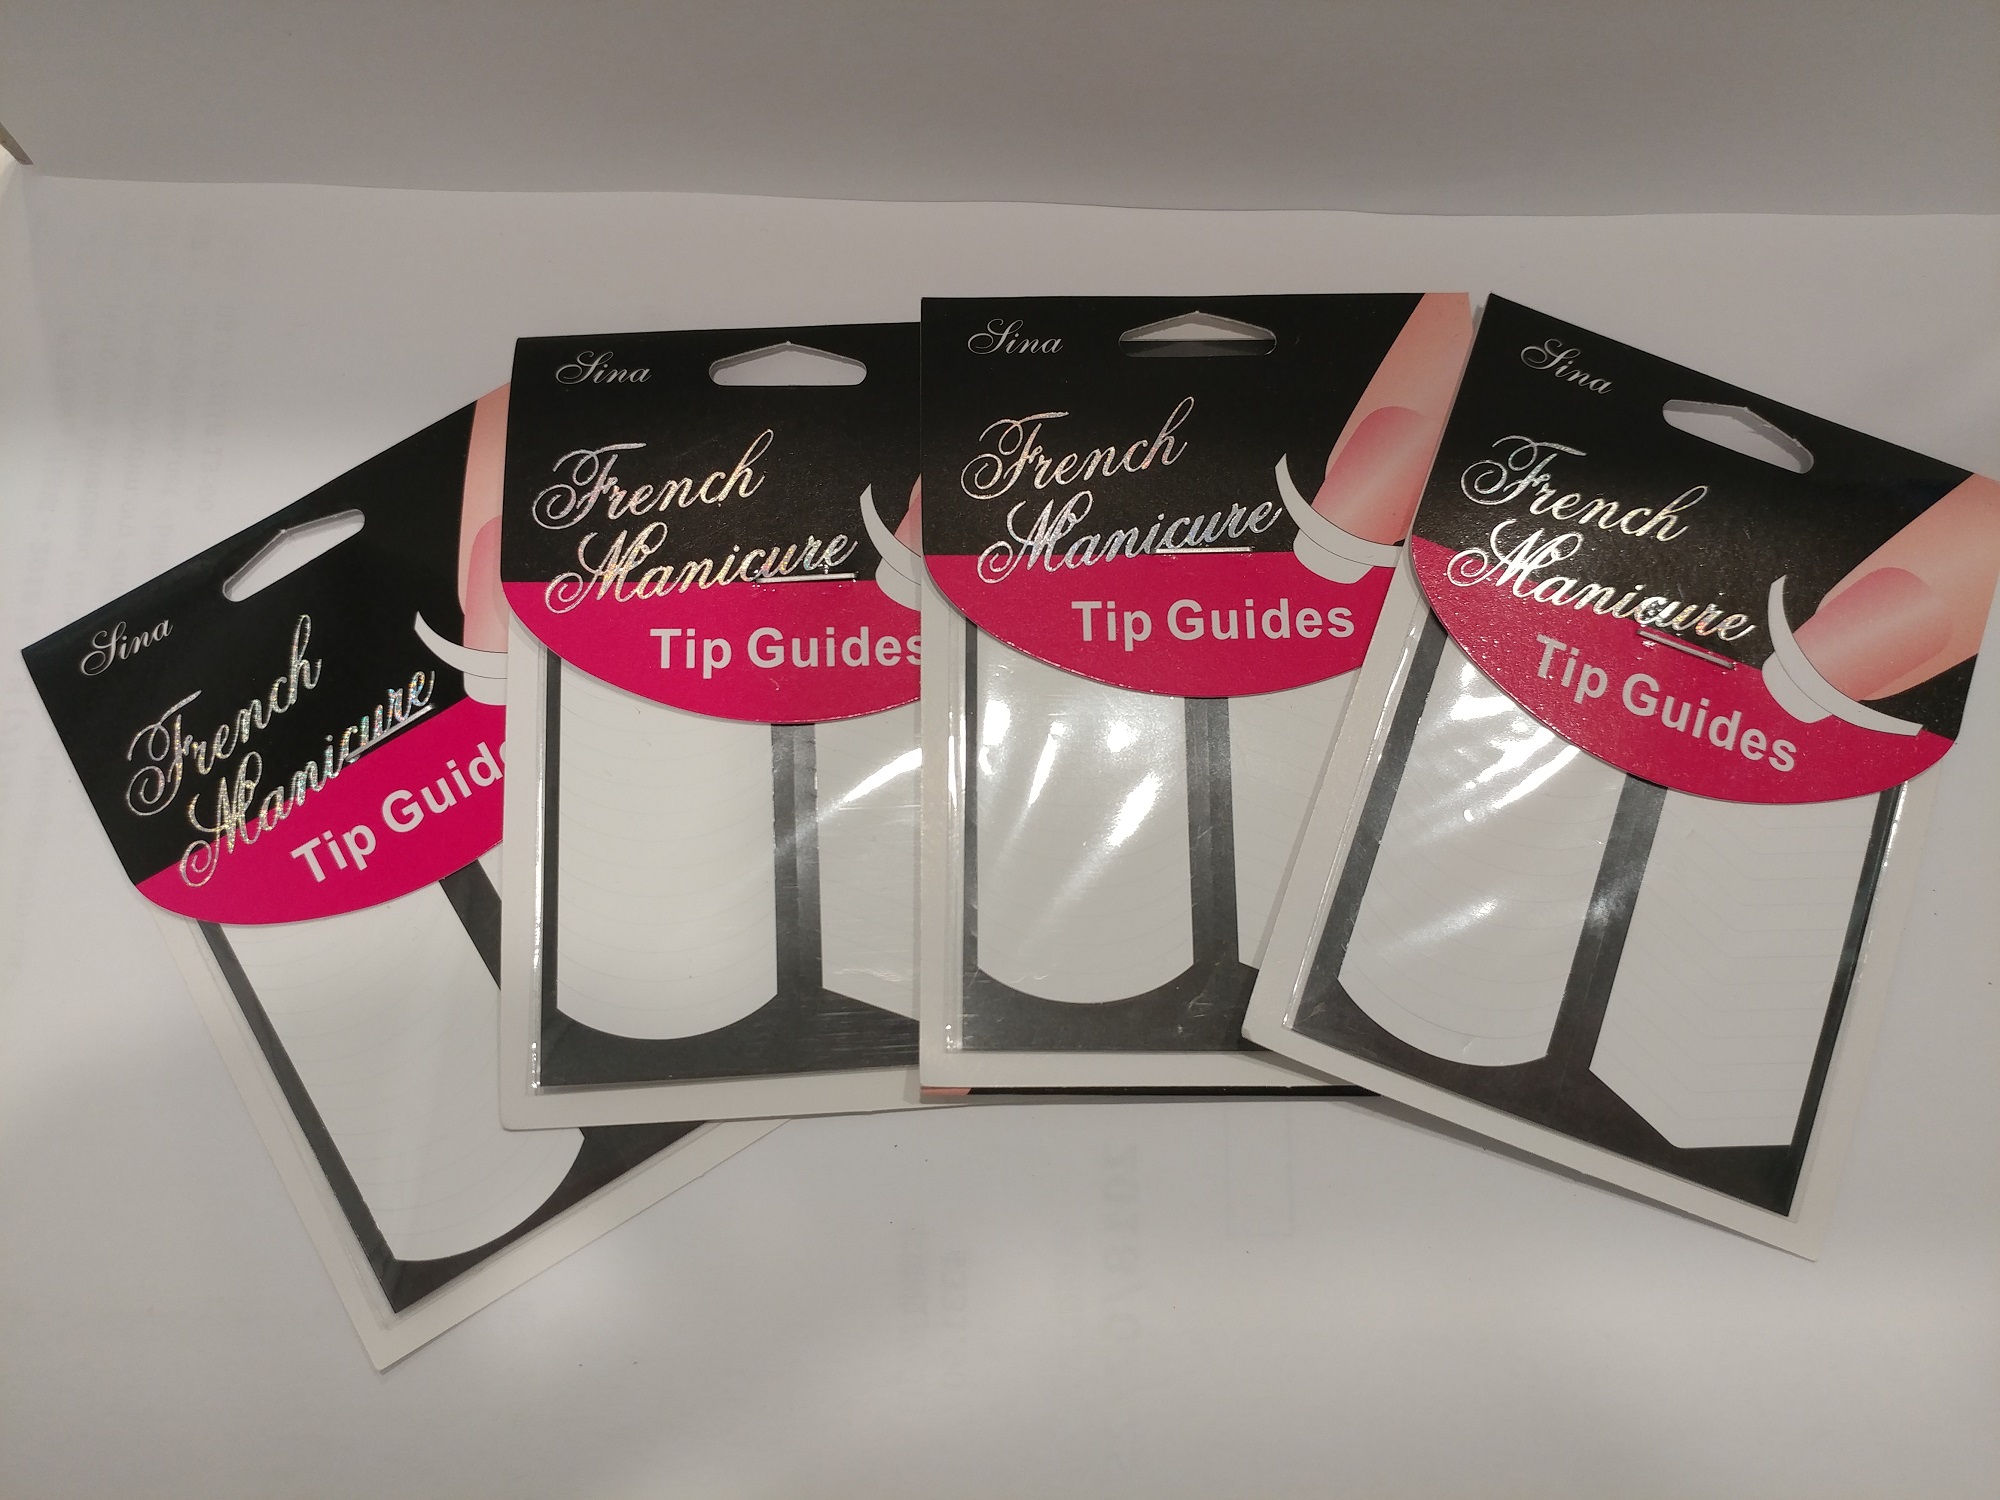 Sina
French
Manicure
Tip Guid
Sina
French
Manicure
Tip Guides
Sina
French
Manicure
Tip Guides
Sina
French
Manicure
Tip Guides